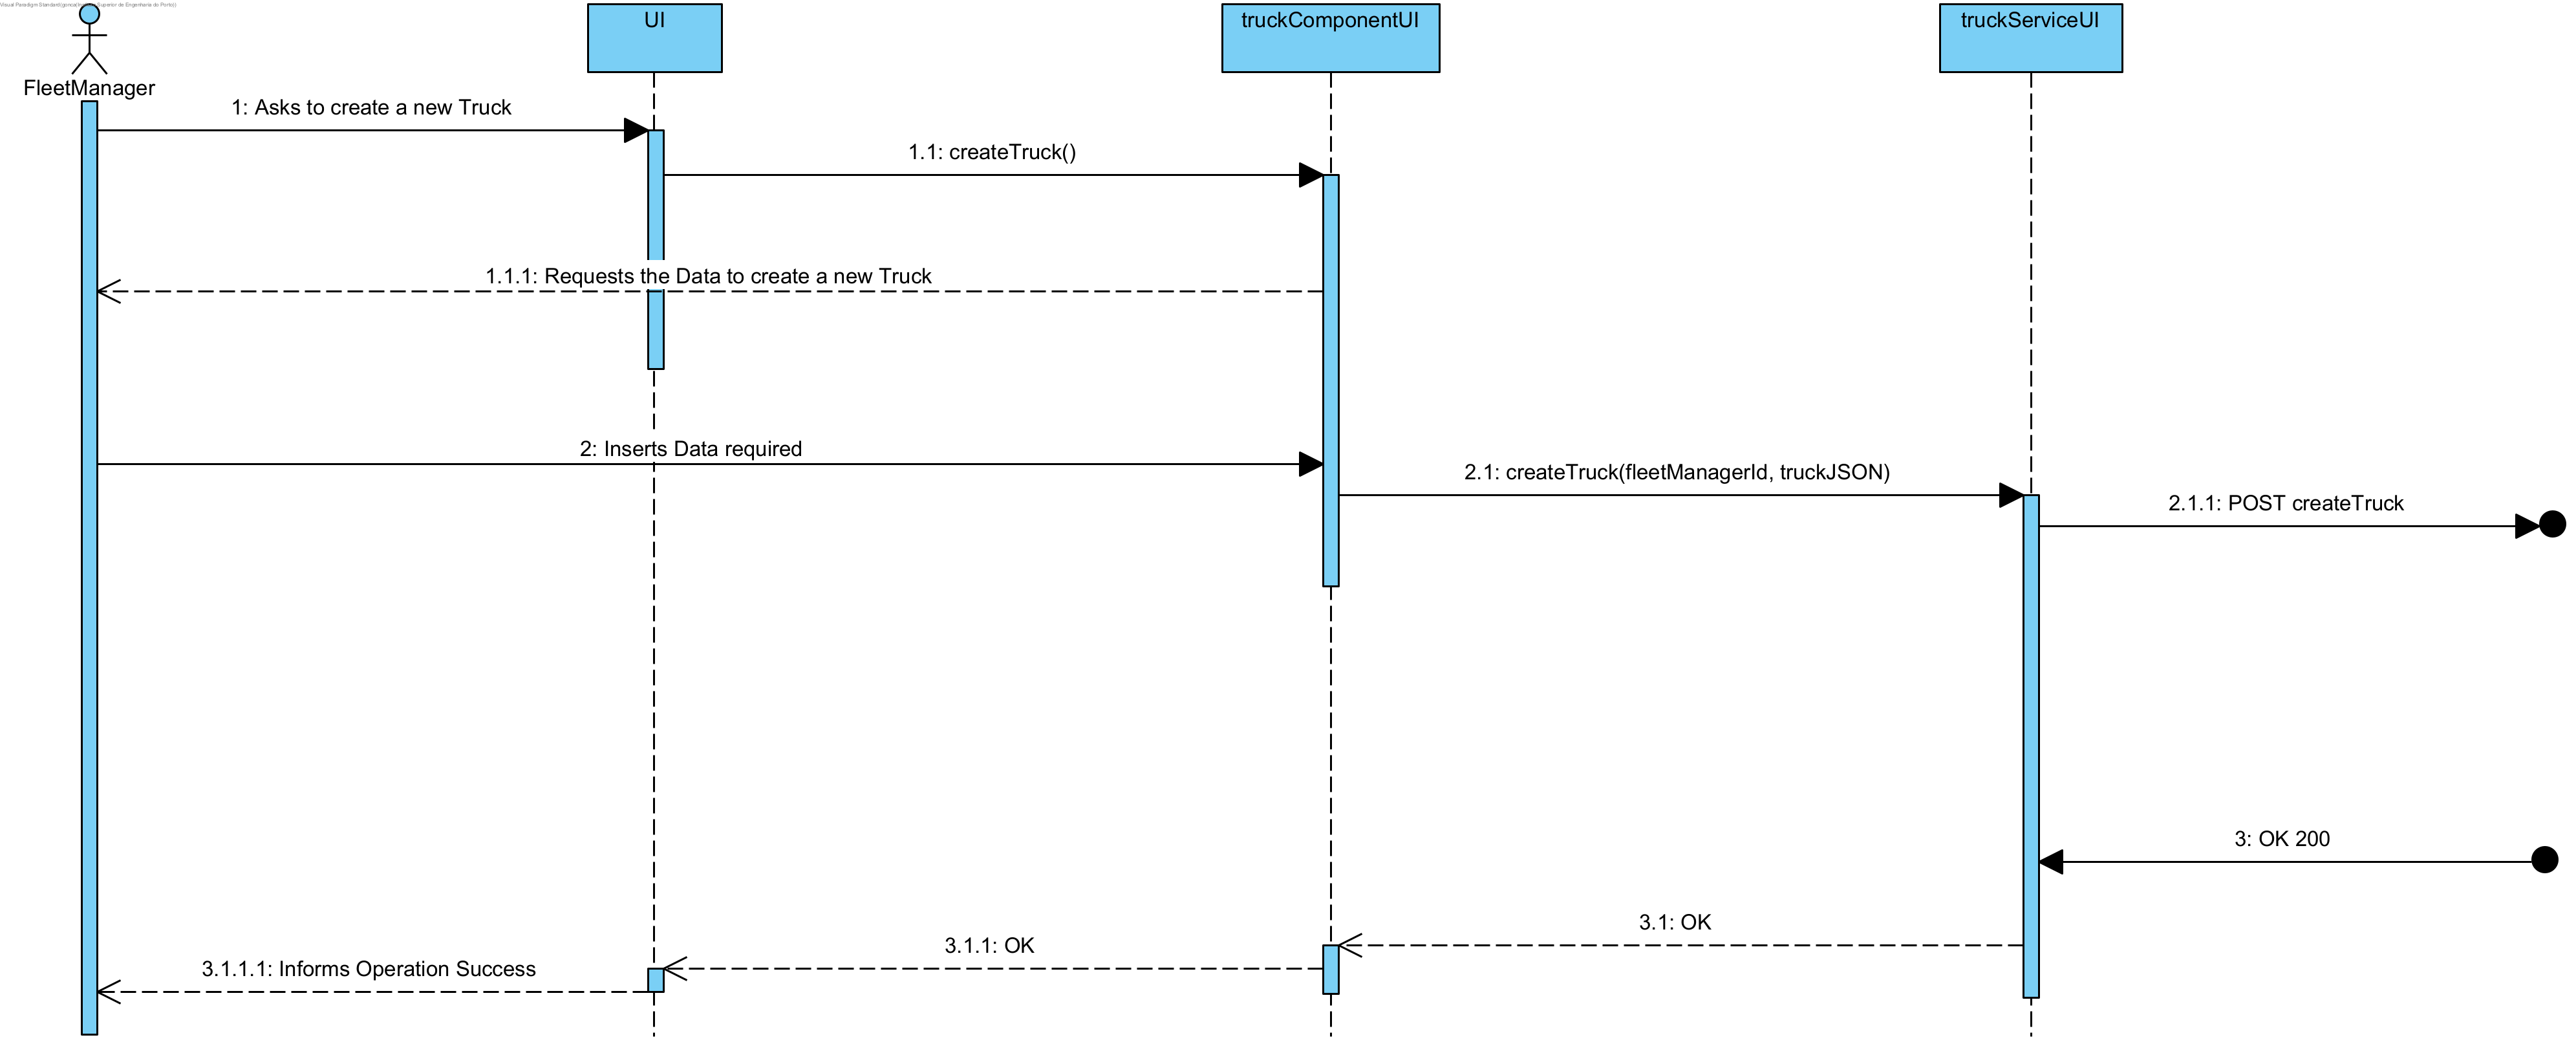 Visual Paradigm Standard(
Superior de Engenharia do Porto))
UI
truckComponentUI
truckServiceUI
FleetManager
1: Asks to create a new Truck
1.1: createTruck()
1.1.1: Requests the Data to create a new Truck
2: Inserts Data required
2.1: createTruck(fleetManagerId, truckJSON)
2.1.1: POST createTruck
3: OK 200
3.1: OK
3.1.1: OK
3.1.1.1: Informs Operation Success